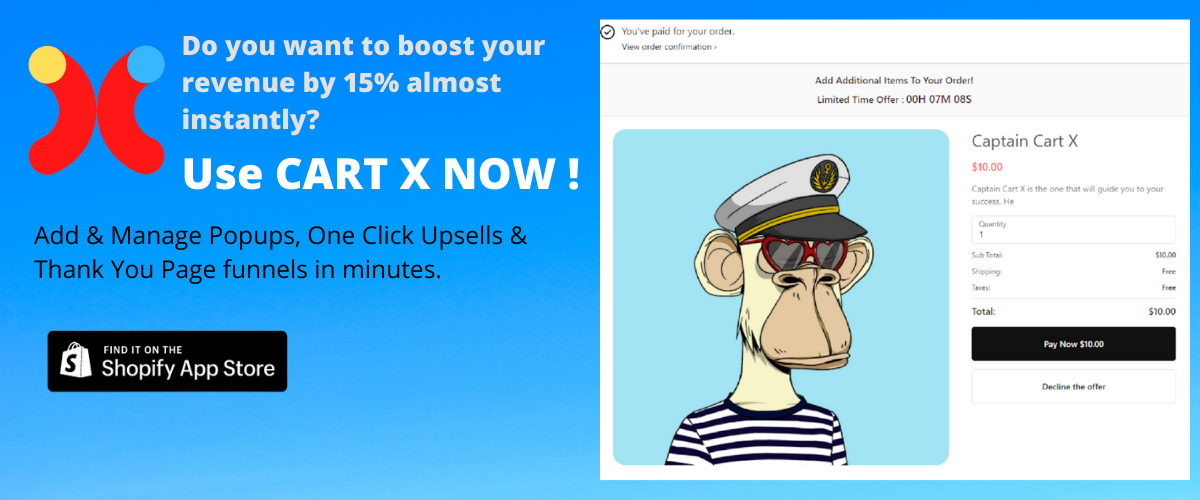 Do you want to boost your
revenue by 15% almost
instantly?
Use CART X NOW !
Add & Manage Popups, One Click Upsells &
Thank You Page funnels in minutes.
FIND IT ON THE
Shopify App Store
You've paid for your order.
View order confirmation ›
Add Additional Items To Your Order!
Limited Time Offer : 00H 07M 08S
Captain Cart X
$10.00
Captain Cart X is the one that will guide you to your
success. He
Quantity
1
Sub Total: $10.00
Shipping: Free
Taxes: Free
Total: $10.00
Pay Now $10.00
Decline the offer